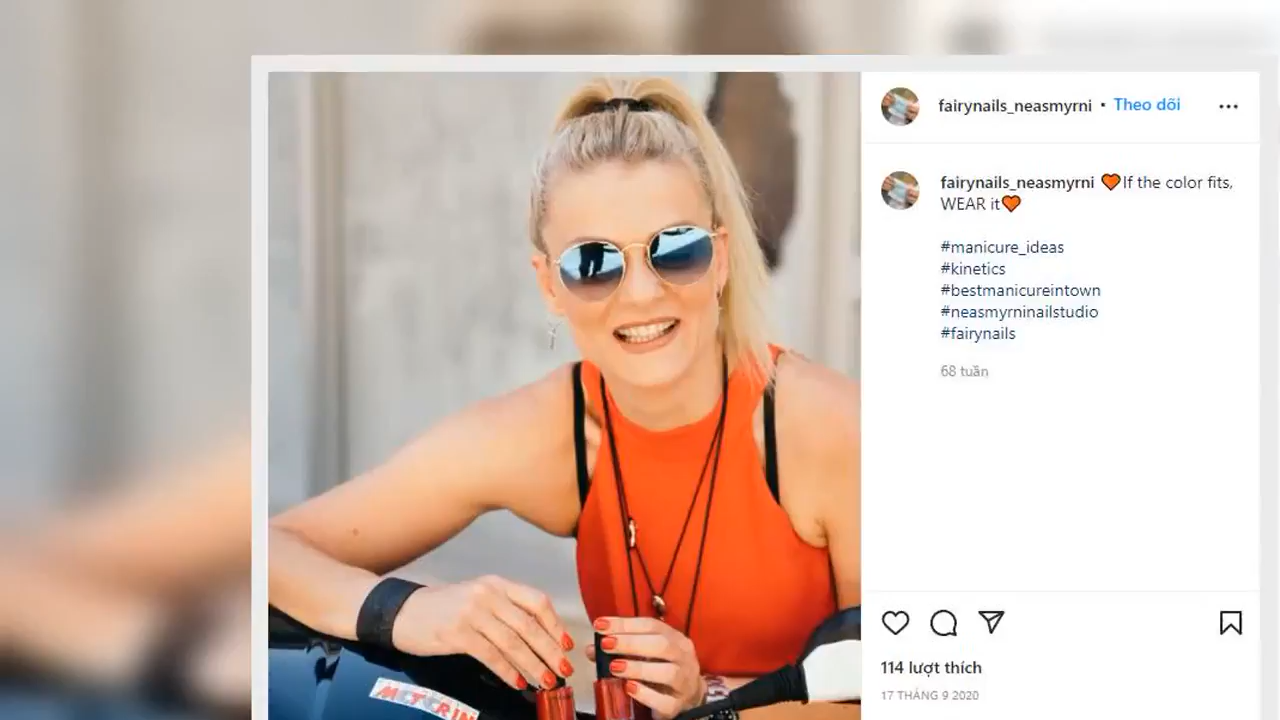 fairynails_neasmyrni • Theo dõi
fairynails_neasmyrni 🧡If the color fits,
WEAR it🧡
#manicure_ideas
#kinetics
#bestmanicureintown
#neasmyrninailstudio
#fairynails
68 tuần
MOTORIN
114 lượt thích
17 THÁNG 9 2020